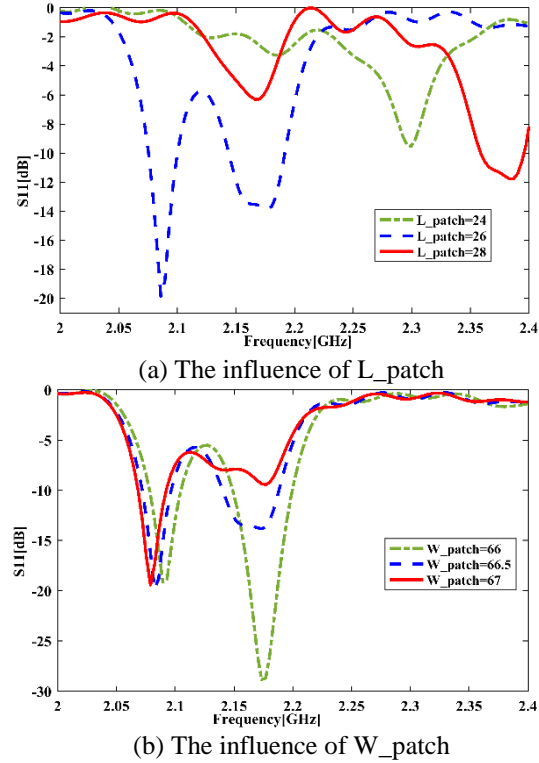 0
-2
-4
-6
-8
-10
-12
-14
-16
-18
-20
S11[dB]
L_patch=24
L_patch=26
L_patch=28
2 2.05 2.1 2.15 2.2 2.25 2.3 2.35 2.4
Frequency[GHz]
(a) The influence of L_patch
0
-5
-10
-15
-20
-25
-30
S11[dB]
W_patch=66
W_patch=66.5
W_patch=67
2 2.05 2.1 2.15 2.2 2.25 2.3 2.35 2.4
Frequency[GHz]
(b) The influence of W_patch